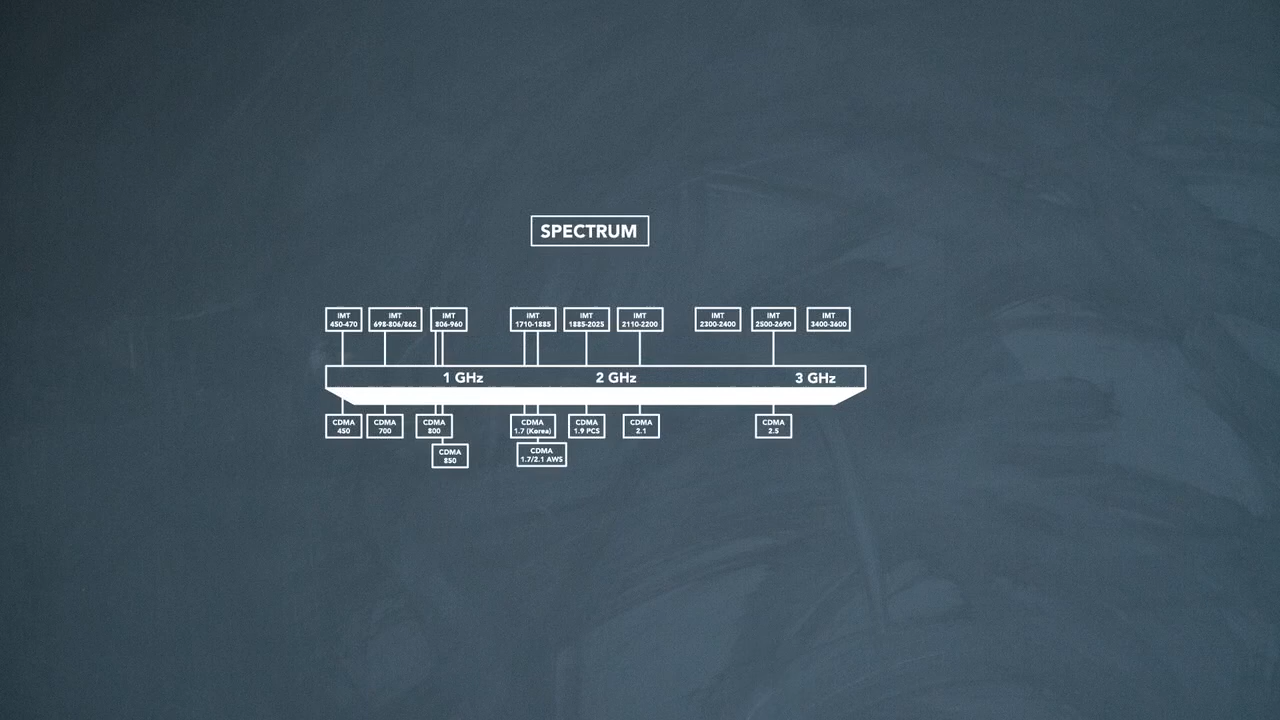 SPECTRUM
IMT
450-470
IMT
698-806/862
IMT
806-960
IMT
1710-1885
IMT
1885-2025
IMT
2110-2200
IMT
2300-2400
IMT
2500-2690
IMT
3400-3600
1 GHz
2 GHz
3 GHz
CDMA
450
CDMA
700
CDMA
800
CDMA
1.7 (Korea)
CDMA
1.9 PCS
CDMA
2.1
CDMA
2.5
CDMA
850
CDMA
1.7/2.1 AWS